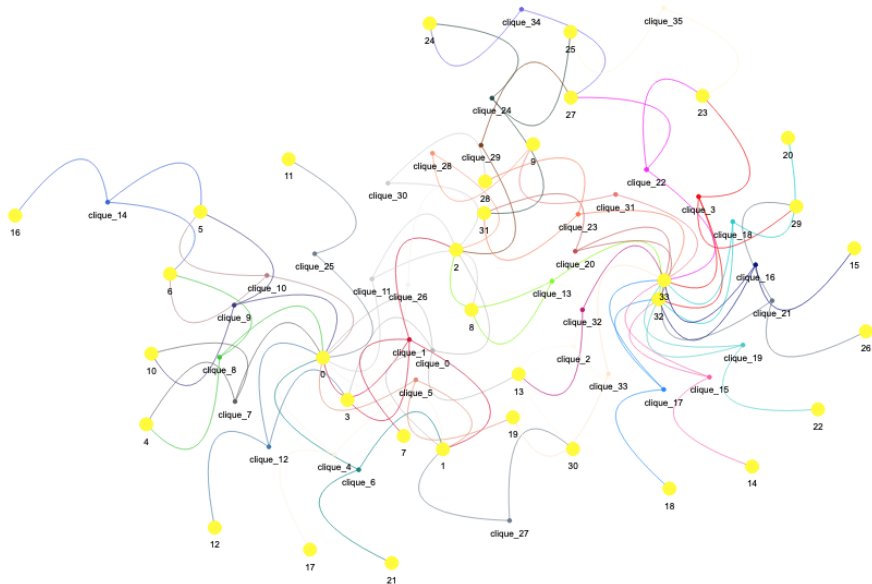 clique_34
clique_35
24
25
27
23
clique_24
20
clique_29
11
clique_28
9
clique_22
clique_30
28
clique_31
16
clique_14
5
31
clique_3
29
clique_23
clique_18
clique_25
2
clique_20
15
clique_10
clique_11
clique_16
6
clique_26
clique_13
33
clique_9
32
clique_21
8
clique_32
26
clique_1
clique_0
clique_2
clique_19
10
clique_8
0
clique_33
clique_5
13
clique_15
clique_7
3
clique_17
22
4
7
19
clique_12
clique_4
1
30
clique_6
14
18
clique_27
12
17
21